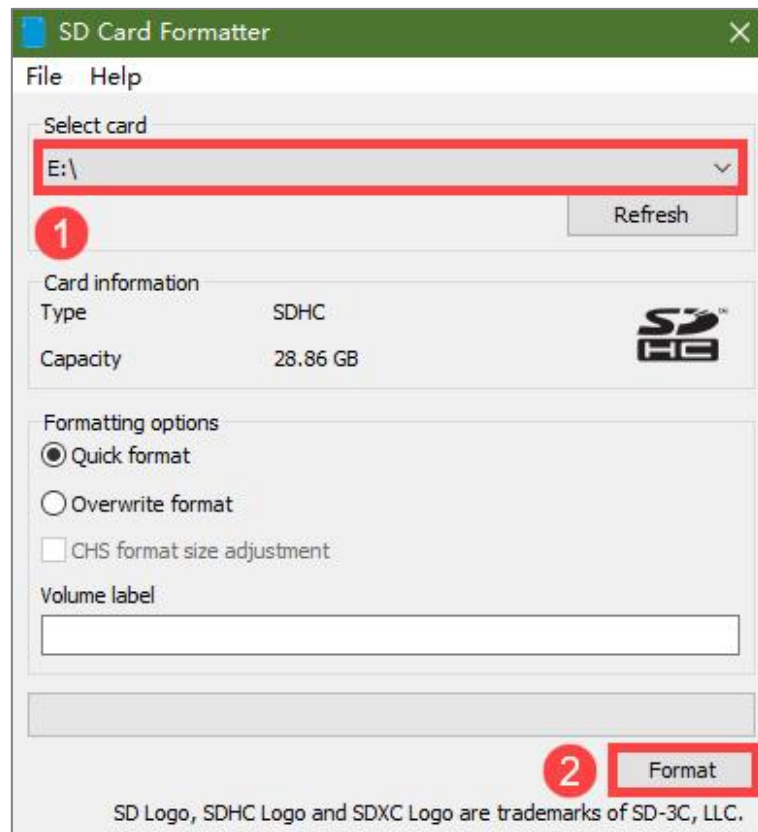 SD Card Formatter
File Help
Select card
E:\
1
Refresh
Card information
Type SDHC
SD™
HC
Capacity 28.86 GB
Formatting options
Quick format
Overwrite format
CHS format size adjustment
Volume label
2
Format
SD Logo, SDHC Logo and SDXC Logo are trademarks of SD-3C, LLC.